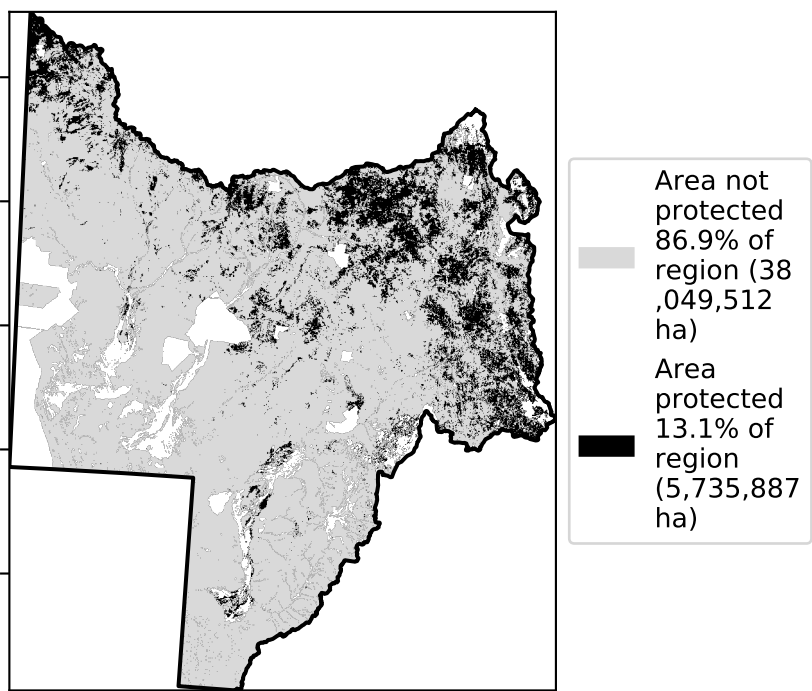 Area not
protected
86.9% of
region (38
,049,512
ha)
Area
protected
13.1% of
region
(5,735,887
ha)